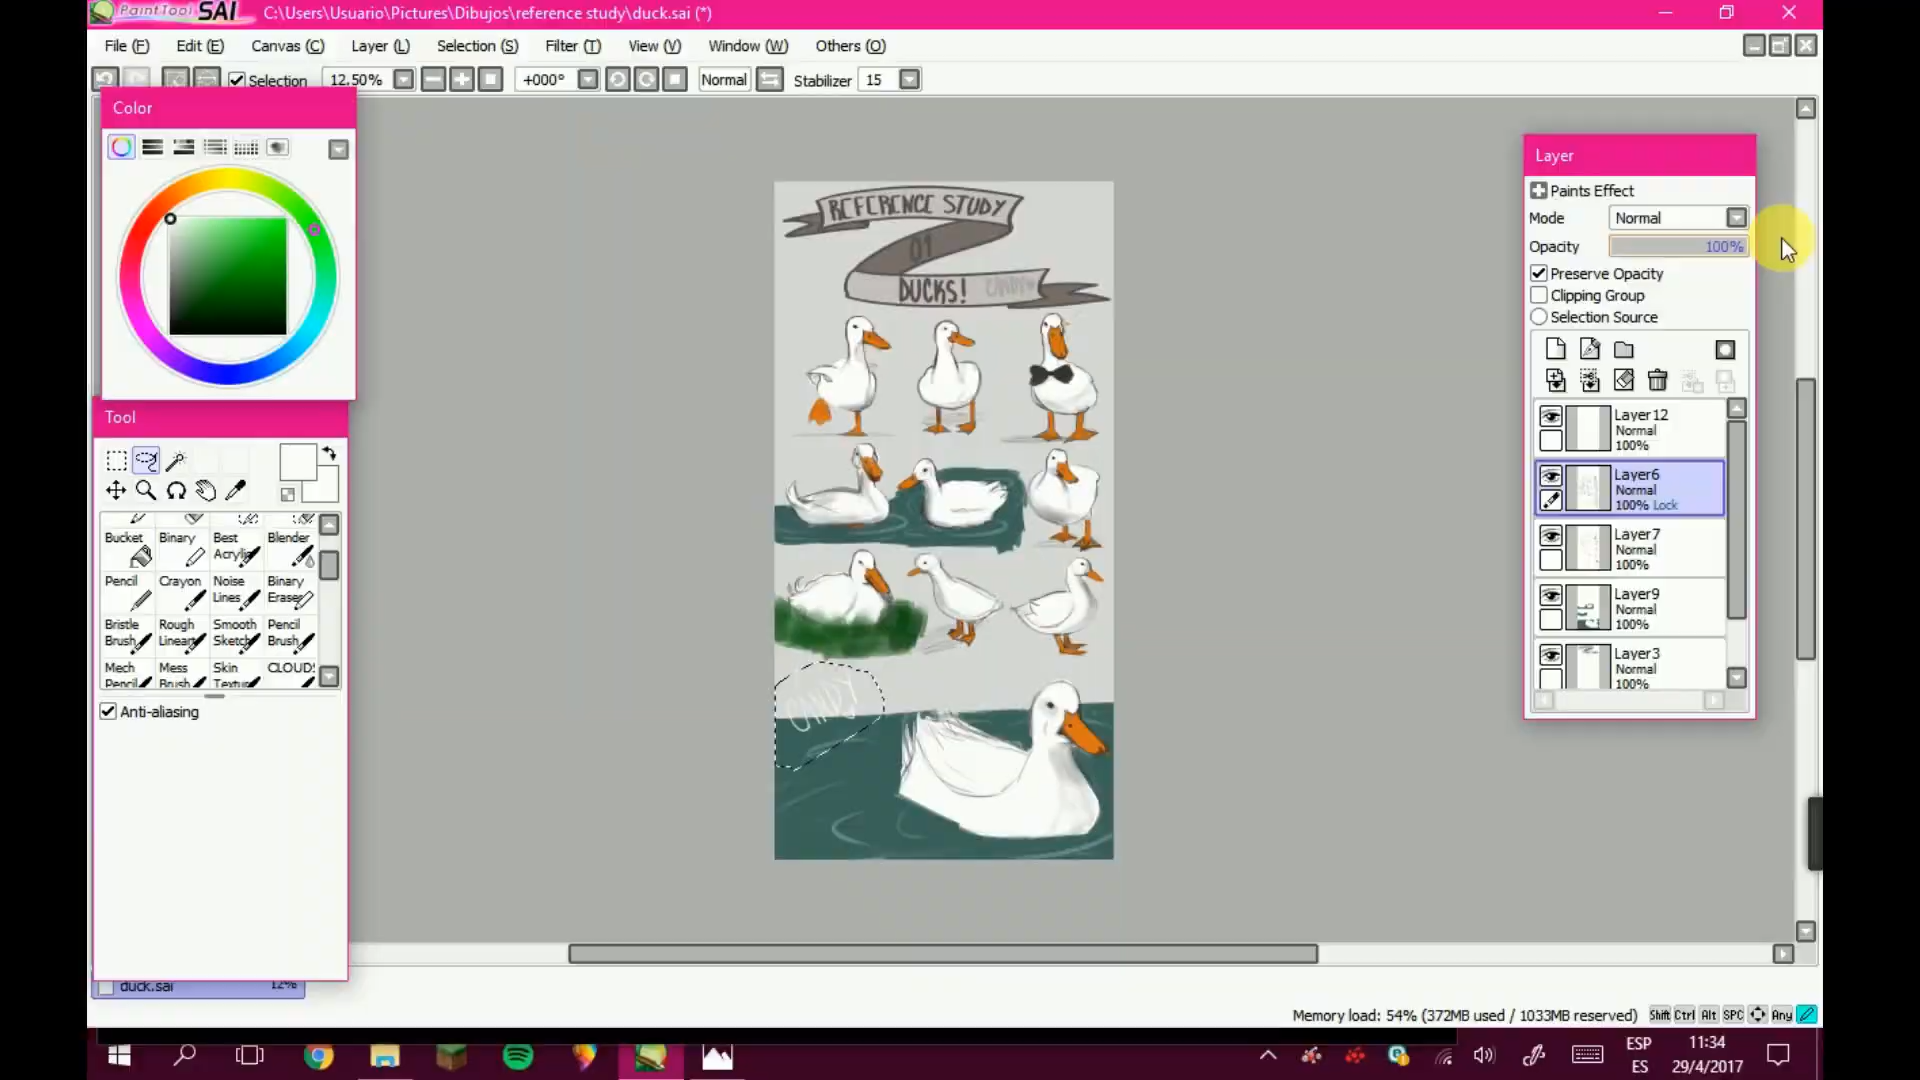 PaintTool SAI C:\Users\Usuario\Pictures\Dibujos\reference study\duck.sai (*)
File (F) Edit (E) Canvas (C) Layer (L) Selection (S) Filter (T) View (V) Window (W) Others (O)
Selection 12.50% +000° Normal Stabilizer 15
Color
Tool
Bucket Binary Best Acrylic Blender
Pencil Crayon Noise Lines Binary Eraser
Bristle Brush Rough Lineart Smooth Sketch Pencil Brush
Mech Pencil Mess Brush Skin Textur CLOUDS
Anti-aliasing
REFERENCE STUDY
01
DUCKS! CANDY
CANDY
Layer
Paints Effect
Mode Normal
Opacity 100%
Preserve Opacity
Clipping Group
Selection Source
Layer12
Normal
100%
Layer6
Normal
100% Lock
Layer7
Normal
100%
Layer9
Normal
100%
Layer3
Normal
100%
duck.sai 12%
Memory load: 54% (372MB used / 1033MB reserved) Shift Ctrl Alt SPC Any
ESP
ES
11:34
29/4/2017